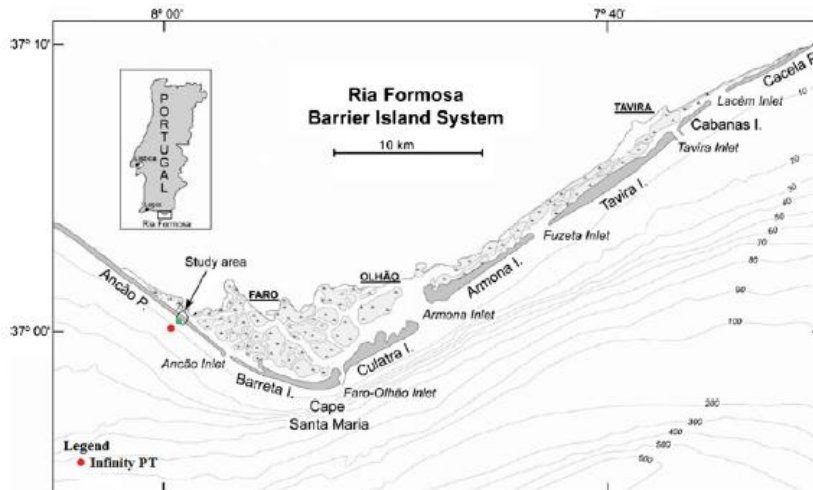 8° 00'
7° 40'
37° 10'
Ria Formosa
Barrier Island System
10 km
PORTUGAL
Lisboa
Ria Formosa
TAVIRA
Lacém Inlet
Cabanas I.
Tavira Inlet
Tavira I.
Fuzeta Inlet
Study area
Ancão P.
FARO
OLHÃO
Armona I.
Armona Inlet
37° 00'
Culatra I.
Ancão Inlet
Barreta I.
Faro-Olhão Inlet
Cape
Santa Maria
10
20
30
40
50
60
70
80
90
100
200
300
400
500
Legend
Infinity PT